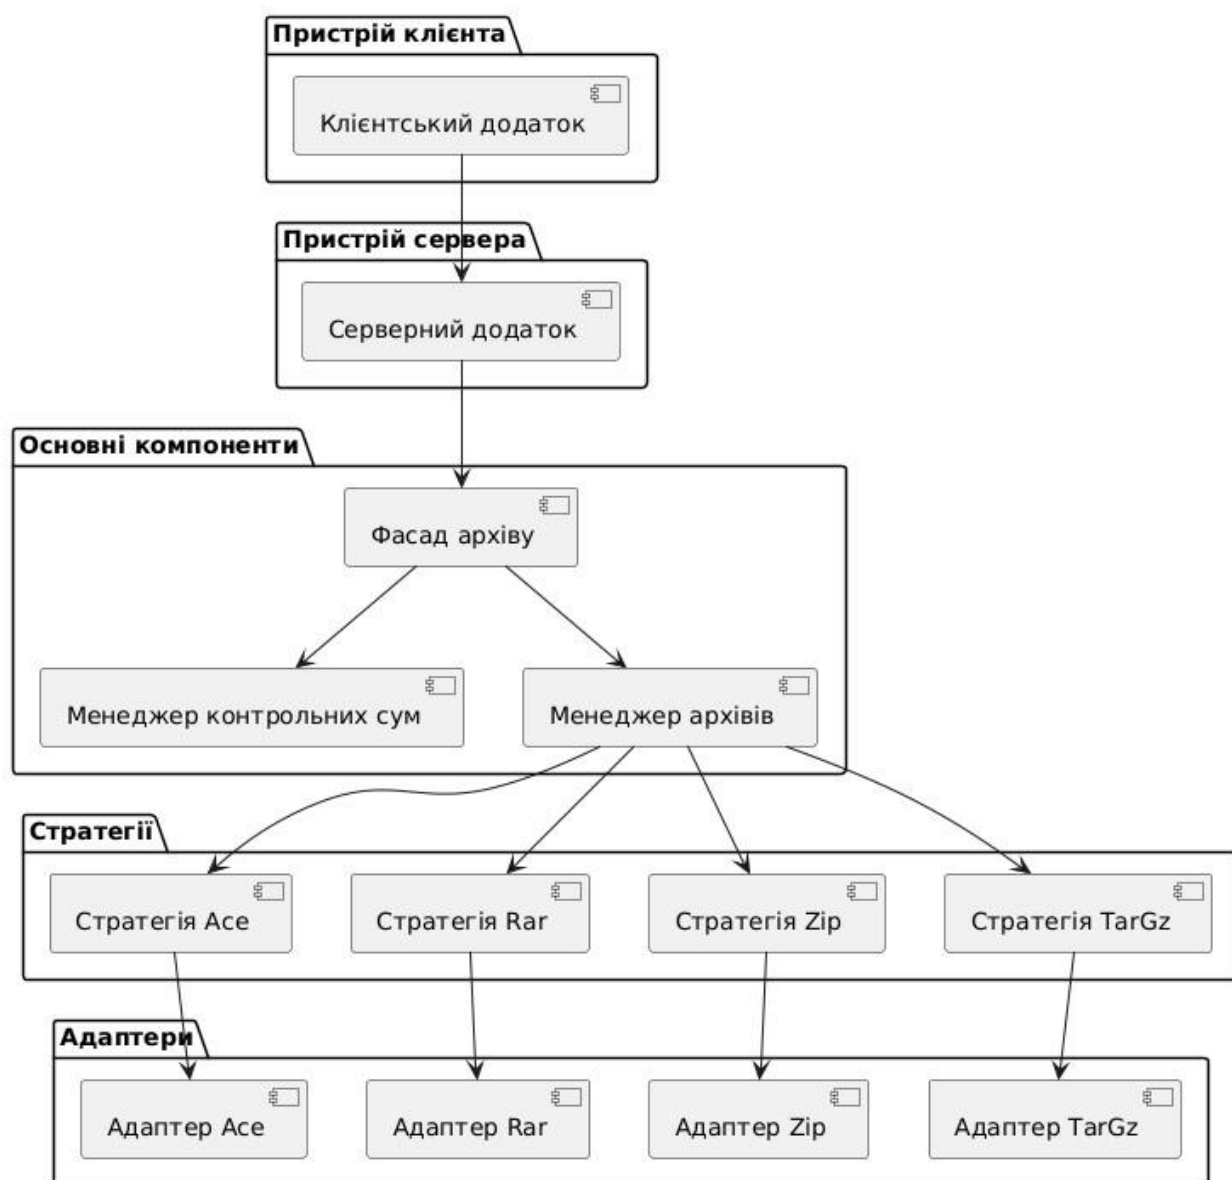 Пристрій клієнта
Клієнтський додаток
Пристрій сервера
Серверний додаток
Основні компоненти
Фасад архіву
Менеджер контрольних сум
Менеджер архівів
Стратегії
Стратегія Ace
Стратегія Rar
Стратегія Zip
Стратегія TarGz
Адаптери
Адаптер Ace
Адаптер Rar
Адаптер Zip
Адаптер TarGz